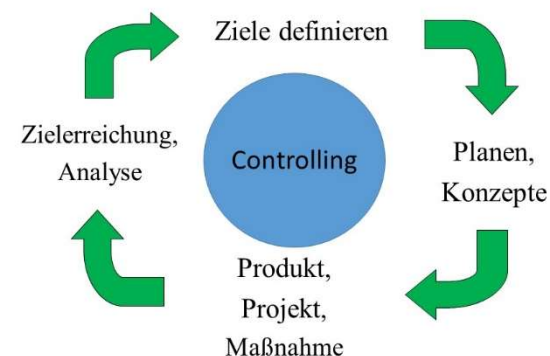 Ziele definieren
Planen,
Konzepte
Produkt,
Projekt,
Maßnahme
Zielerreichung,
Analyse
Controlling